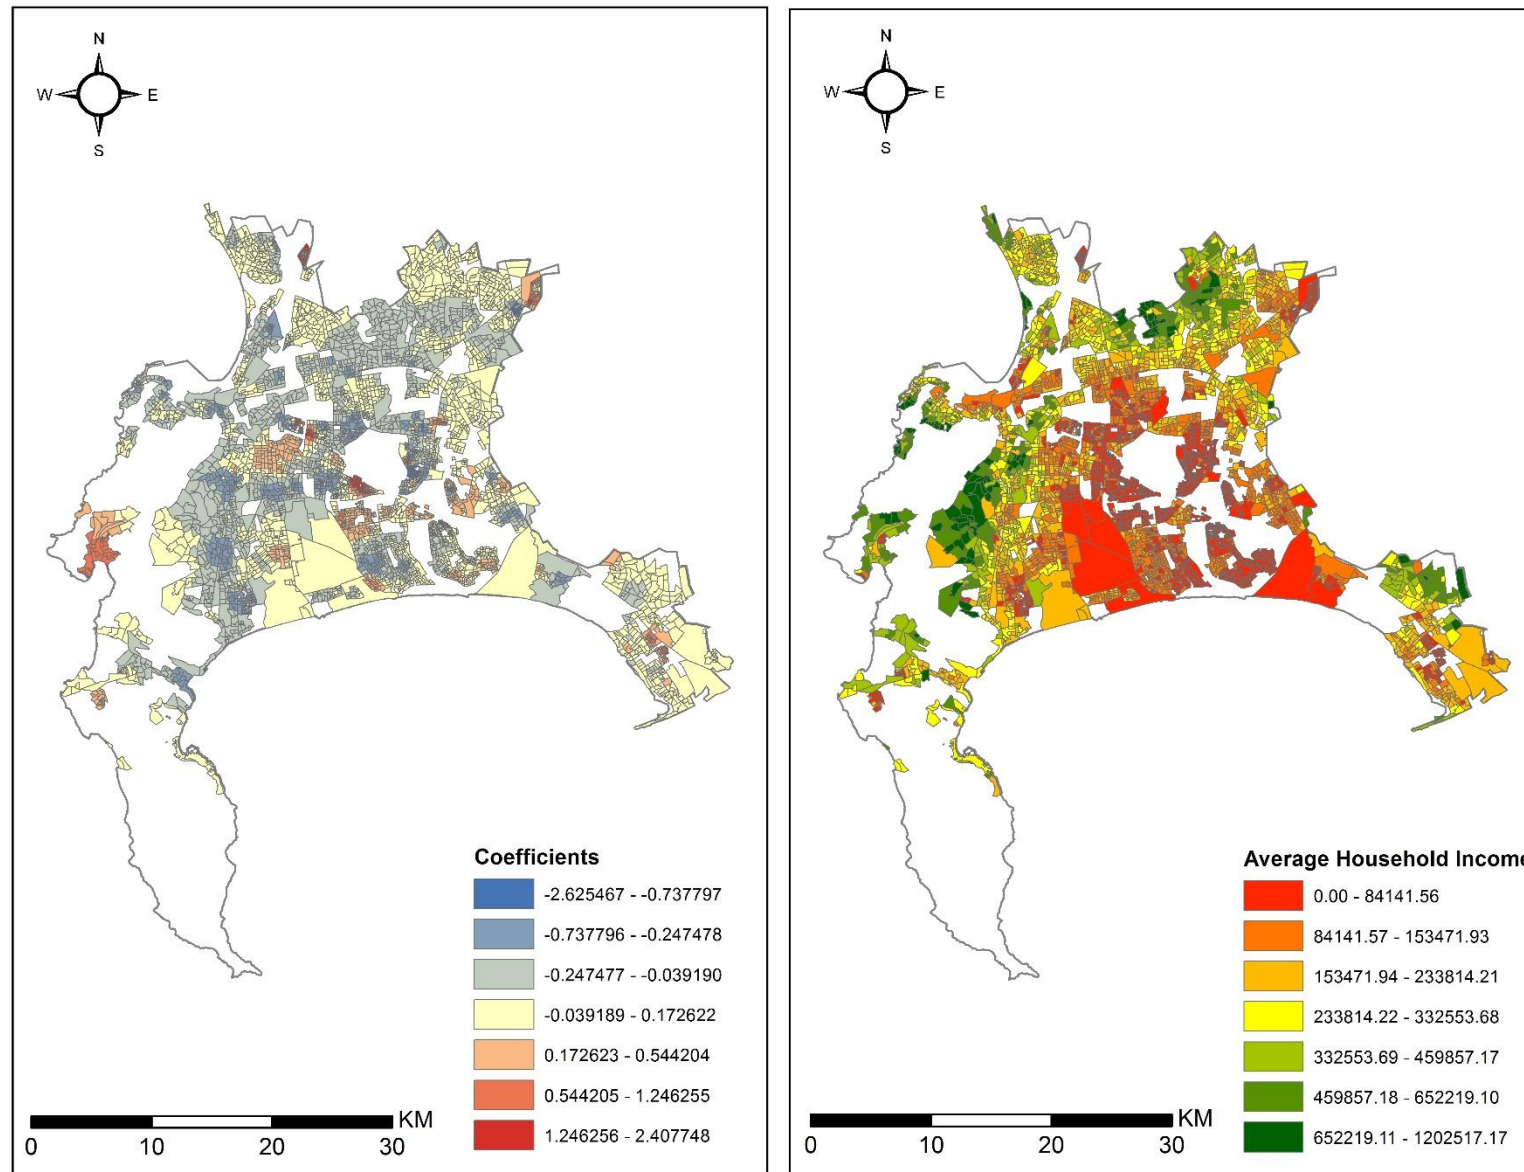 N
W E
S
Coefficients
-2.625467 - -0.737797
-0.737796 - -0.247478
-0.247477 - -0.039190
-0.039189 - 0.172622
0.172623 - 0.544204
0.544205 - 1.246255
1.246256 - 2.407748
KM
0 10 20 30
N
W E
S
Average Household Income
0.00 - 84141.56
84141.57 - 153471.93
153471.94 - 233814.21
233814.22 - 332553.68
332553.69 - 459857.17
459857.18 - 652219.10
652219.11 - 1202517.17
KM
0 10 20 30